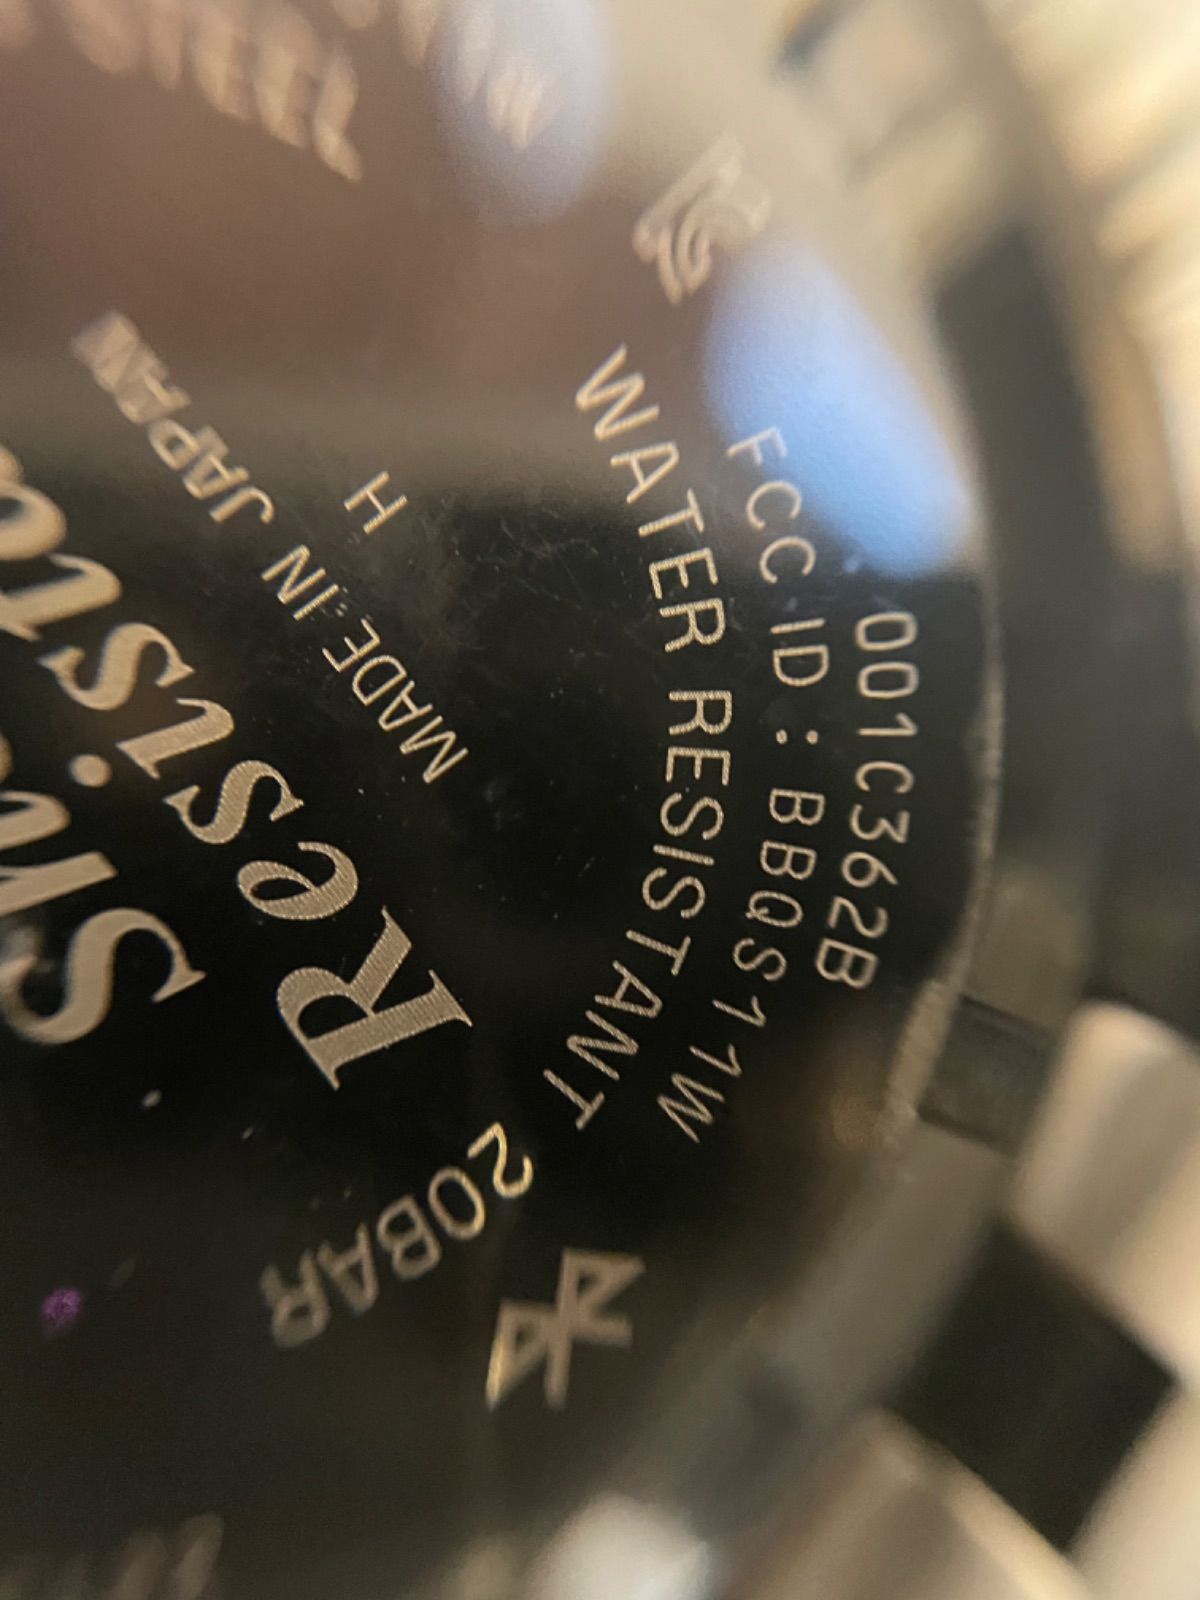 Resist
MADE IN JAPAN
H
20BAR
WATER RESISTANT
FCC ID : BBQS11W
001C362B